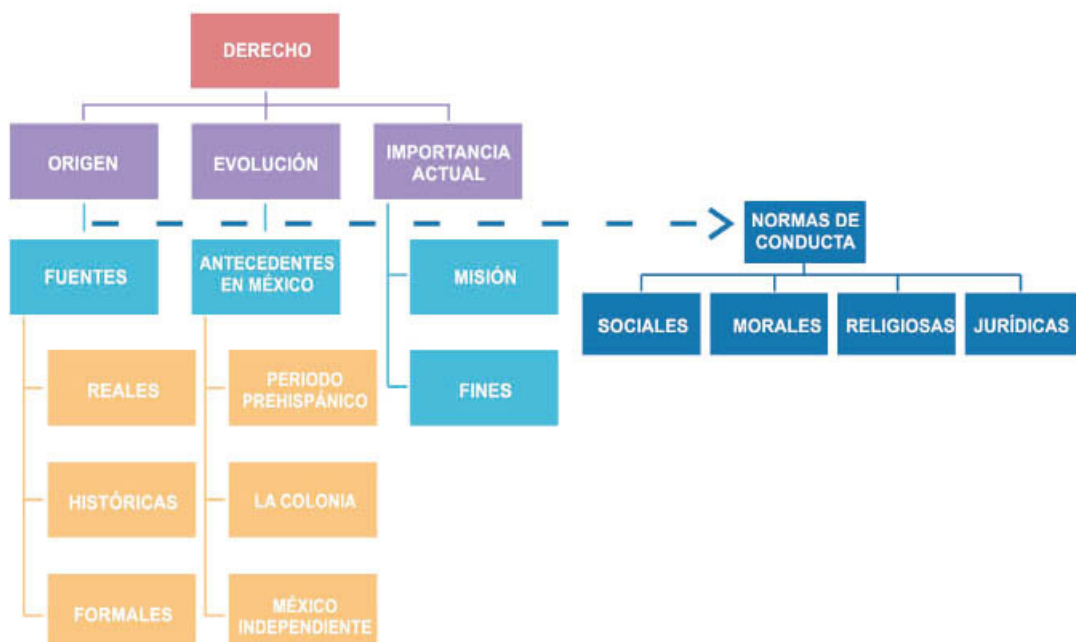 DERECHO
ORIGEN
EVOLUCIÓN
IMPORTANCIA
ACTUAL
NORMAS DE
CONDUCTA
FUENTES
ANTECEDENTES
EN MÉXICO
MISIÓN
SOCIALES
MORALES
RELIGIOSAS
JURÍDICAS
REALES
PERIODO
PREHISPÁNICO
FINES
HISTÓRICAS
LA COLONIA
FORMALES
MÉXICO
INDEPENDIENTE